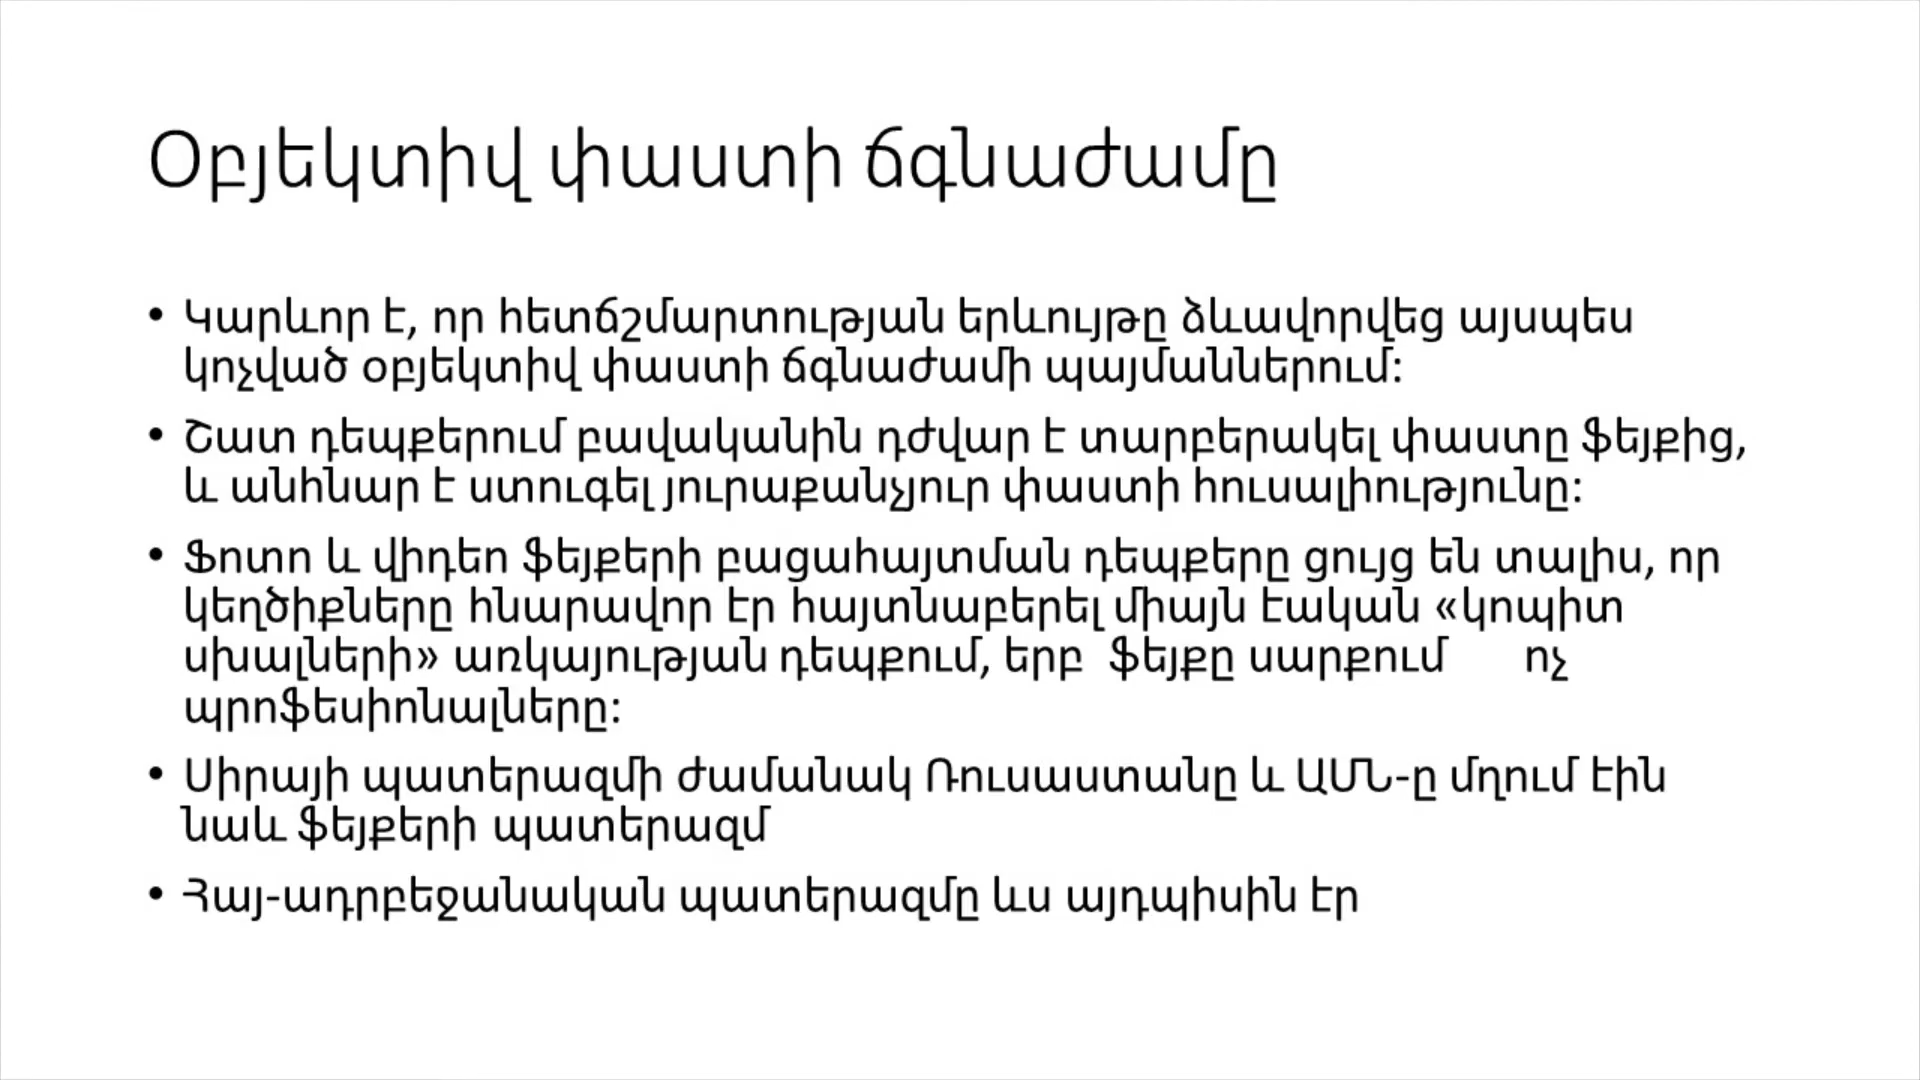 Օբյեկտիվ փաստի ճգնաժամը
• Կարևոր է, որ հետճշմարտության երևույթը ձևավորվեց այսպես
կոչված օբյեկտիվ փաստի ճգնաժամի պայմաններում:
• Շատ դեպքերում բավականին դժվար է տարբերակել փաստը ֆեյքից,
և անհնար է ստուգել յուրաքանչյուր փաստի հուսալիությունը:
• Ֆոտո և վիդեո ֆեյքերի բացահայտման դեպքերը ցույց են տալիս, որ
կեղծիքները հնարավոր էր հայտնաբերել միայն էական «կոպիտ
սխալների» առկայության դեպքում, երբ ֆեյքը սարքում ոչ
պրոֆեսիոնալները:
• Սիրայի պատերազմի ժամանակ Ռուսաստանը և ԱՄՆ-ը մղում էին
նաև ֆեյքերի պատերազմ
• Հայ-ադրբեջանական պատերազմը ևս այդպիսին էր